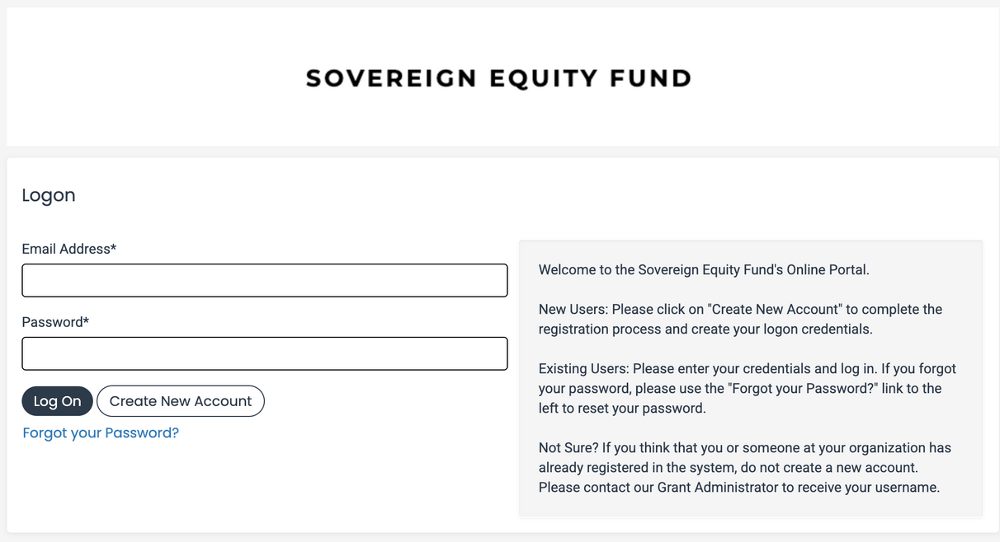 SOVEREIGN EQUITY FUND
Logon
Email Address*
Password*
Log On
Create New Account
Forgot your Password?
Welcome to the Sovereign Equity Fund's Online Portal.
New Users: Please click on "Create New Account" to complete the
registration process and create your logon credentials.
Existing Users: Please enter your credentials and log in. If you forgot
your password, please use the "Forgot your Password?" link to the
left to reset your password.
Not Sure? If you think that you or someone at your organization has
already registered in the system, do not create a new account.
Please contact our Grant Administrator to receive your username.